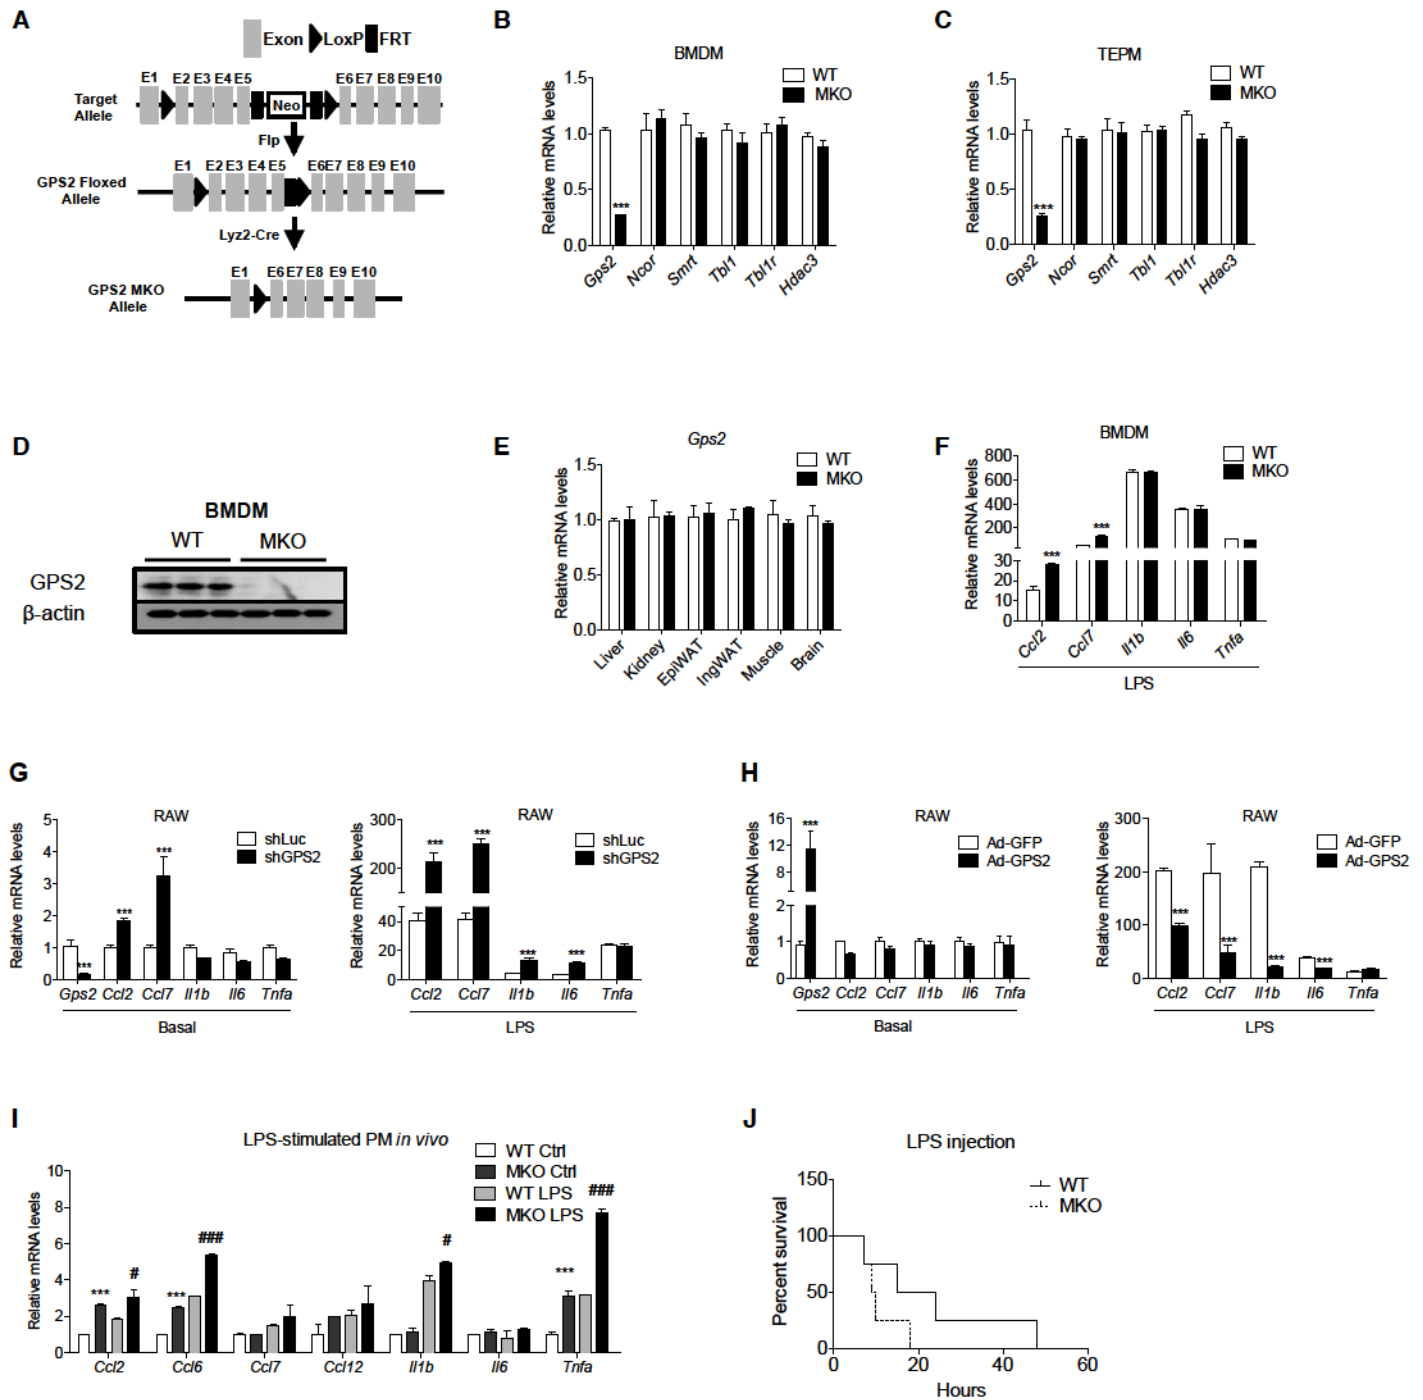 A
Exon LoxP FRT
E1 E2 E3 E4 E5 E6 E7 E8 E9 E10
Target
Allele
Neo
Flp
E1 E2 E3 E4 E5 E6E7 E8 E9 E10
GPS2 Floxed
Allele
Lyz2-Cre
E1 E6 E7 E8 E9 E10
GPS2 MKO
Allele
B
BMDM
WT
MKO
Relative mRNA levels
1.5
1.0
0.5
0.0
***
Gps2 Ncor Smrt Tbl1 Tbl1r Hdac3
C
TEPM
WT
MKO
Relative mRNA levels
1.5
1.0
0.5
0.0
***
Gps2 Ncor Smrt Tbl1 Tbl1r Hdac3
D
BMDM
WT MKO
GPS2
β-actin
E
Gps2
WT
MKO
Relative mRNA levels
1.5
1.0
0.5
0.0
Liver Kidney EpiWAT IngWAT Muscle Brain
F
BMDM
WT
MKO
Relative mRNA levels
800
600
400
200
30
20
10
0
*** ***
Ccl2 Ccl7 Il1b Il6 Tnfa
LPS
G
RAW
shLuc
shGPS2
Relative mRNA levels
5
4
3
2
1
0
*** *** ***
Gps2 Ccl2 Ccl7 Il1b Il6 Tnfa
Basal
RAW
shLuc
shGPS2
Relative mRNA levels
300
200
40
20
0
*** *** *** ***
Ccl2 Ccl7 Il1b Il6 Tnfa
LPS
H
RAW
Ad-GFP
Ad-GPS2
Relative mRNA levels
16
12
8
4
2
1
0
***
Gps2 Ccl2 Ccl7 Il1b Il6 Tnfa
Basal
RAW
Ad-GFP
Ad-GPS2
Relative mRNA levels
300
200
100
0
*** *** *** ***
Ccl2 Ccl7 Il1b Il6 Tnfa
LPS
I
LPS-stimulated PM in vivo
WT Ctrl
MKO Ctrl
WT LPS
MKO LPS
Relative mRNA levels
10
8
6
4
2
0
*** # *** ### # *** ###
Ccl2 Ccl6 Ccl7 Ccl12 Il1b Il6 Tnfa
J
LPS injection
WT
MKO
Percent survival
150
100
50
0
0 20 40 60
Hours